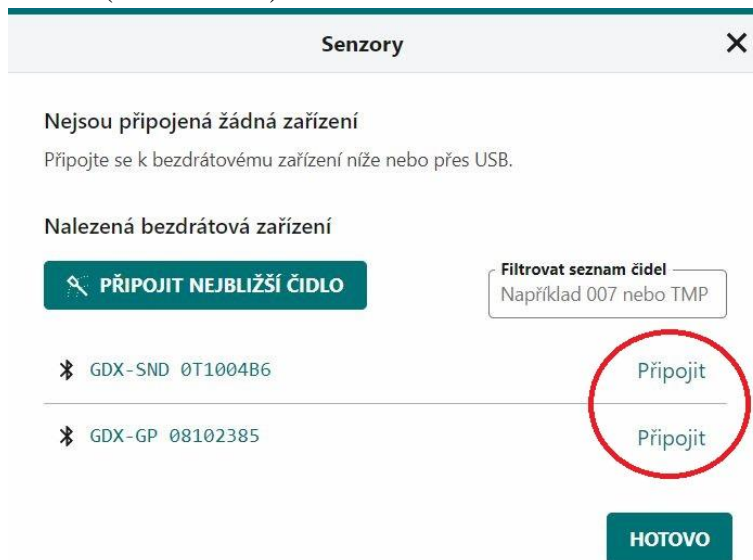 Senzory
Nejsou připojená žádná zařízení
Připojte se k bezdrátovému zařízení níže nebo přes USB.
Nalezená bezdrátová zařízení
PŘIPOJIT NEJBLIŽŠÍ ČIDLO
Filtrovat seznam čidel
Například 007 nebo TMP
GDX-SND 0T1004B6 Připojit
GDX-GP 08102385 Připojit
HOTOVO